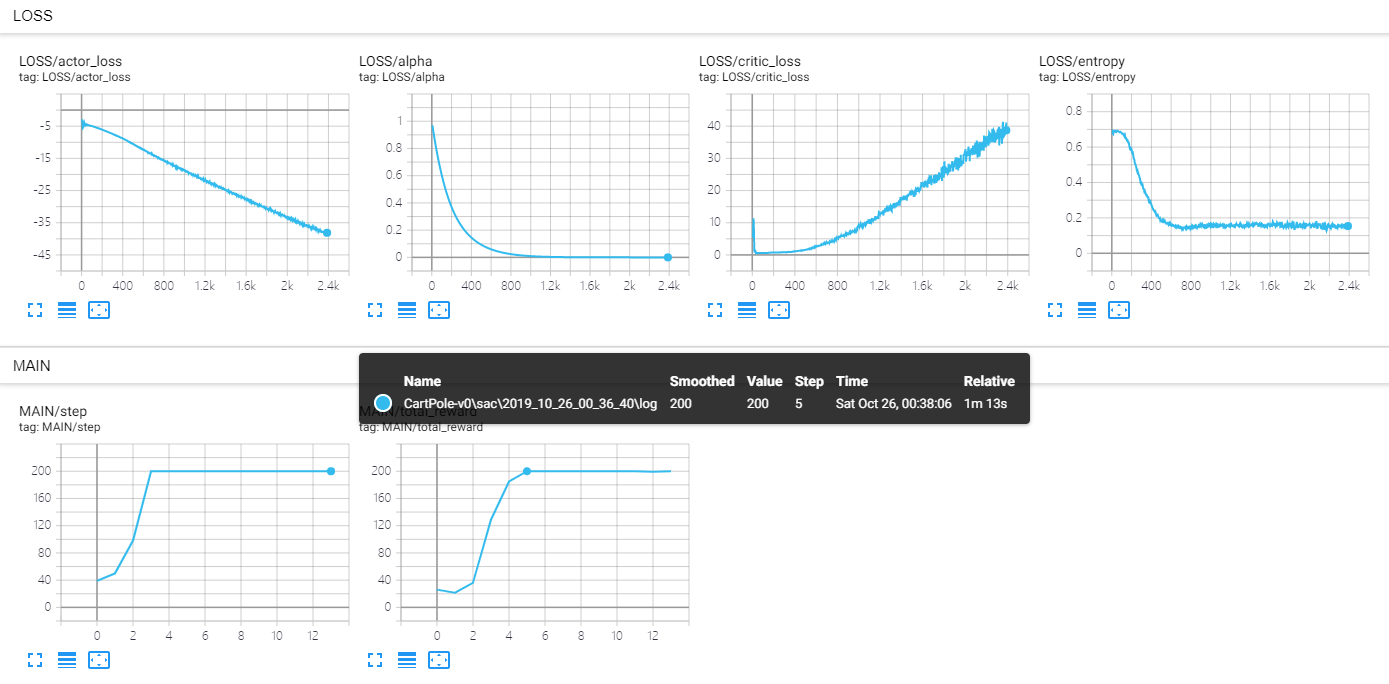 LOSS
LOSS/actor_loss
tag: LOSS/actor_loss
-5
-15
-25
-35
-45
0 400 800 1.2k 1.6k 2k 2.4k
LOSS/alpha
tag: LOSS/alpha
1
0.8
0.6
0.4
0.2
0
0 400 800 1.2k 1.6k 2k 2.4k
LOSS/critic_loss
tag: LOSS/critic_loss
40
30
20
10
0
0 400 800 1.2k 1.6k 2k 2.4k
LOSS/entropy
tag: LOSS/entropy
0.8
0.6
0.4
0.2
0
0 400 800 1.2k 1.6k 2k 2.4k
MAIN
Name Smoothed Value Step Time Relative
CartPole-v0\sac\2019_10_26_00_36_40\log 200 200 5 Sat Oct 26, 00:38:06 1m 13s
MAIN/step
tag: MAIN/step
200
160
120
80
40
0
0 2 4 6 8 10 12
MAIN/total_reward
tag: MAIN/total_reward
200
160
120
80
40
0
0 2 4 6 8 10 12